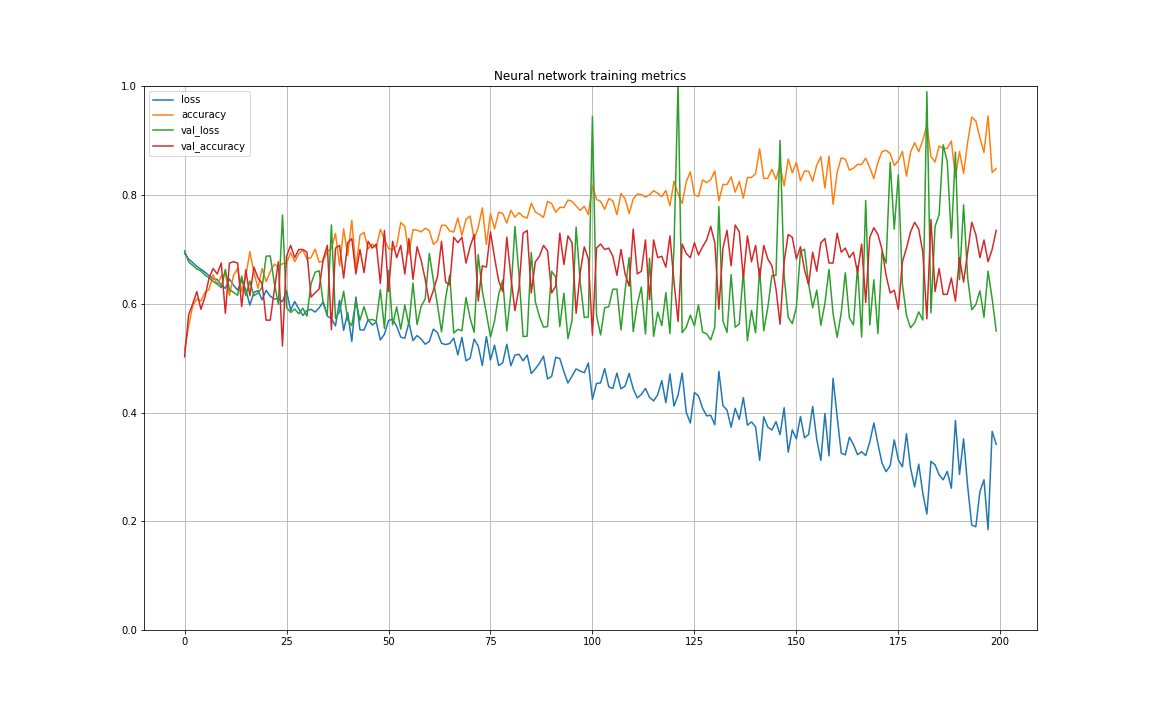 Neural network training metrics
1.0
0.8
0.6
0.4
0.2
0.0
loss
accuracy
val_loss
val_accuracy
0 25 50 75 100 125 150 175 200